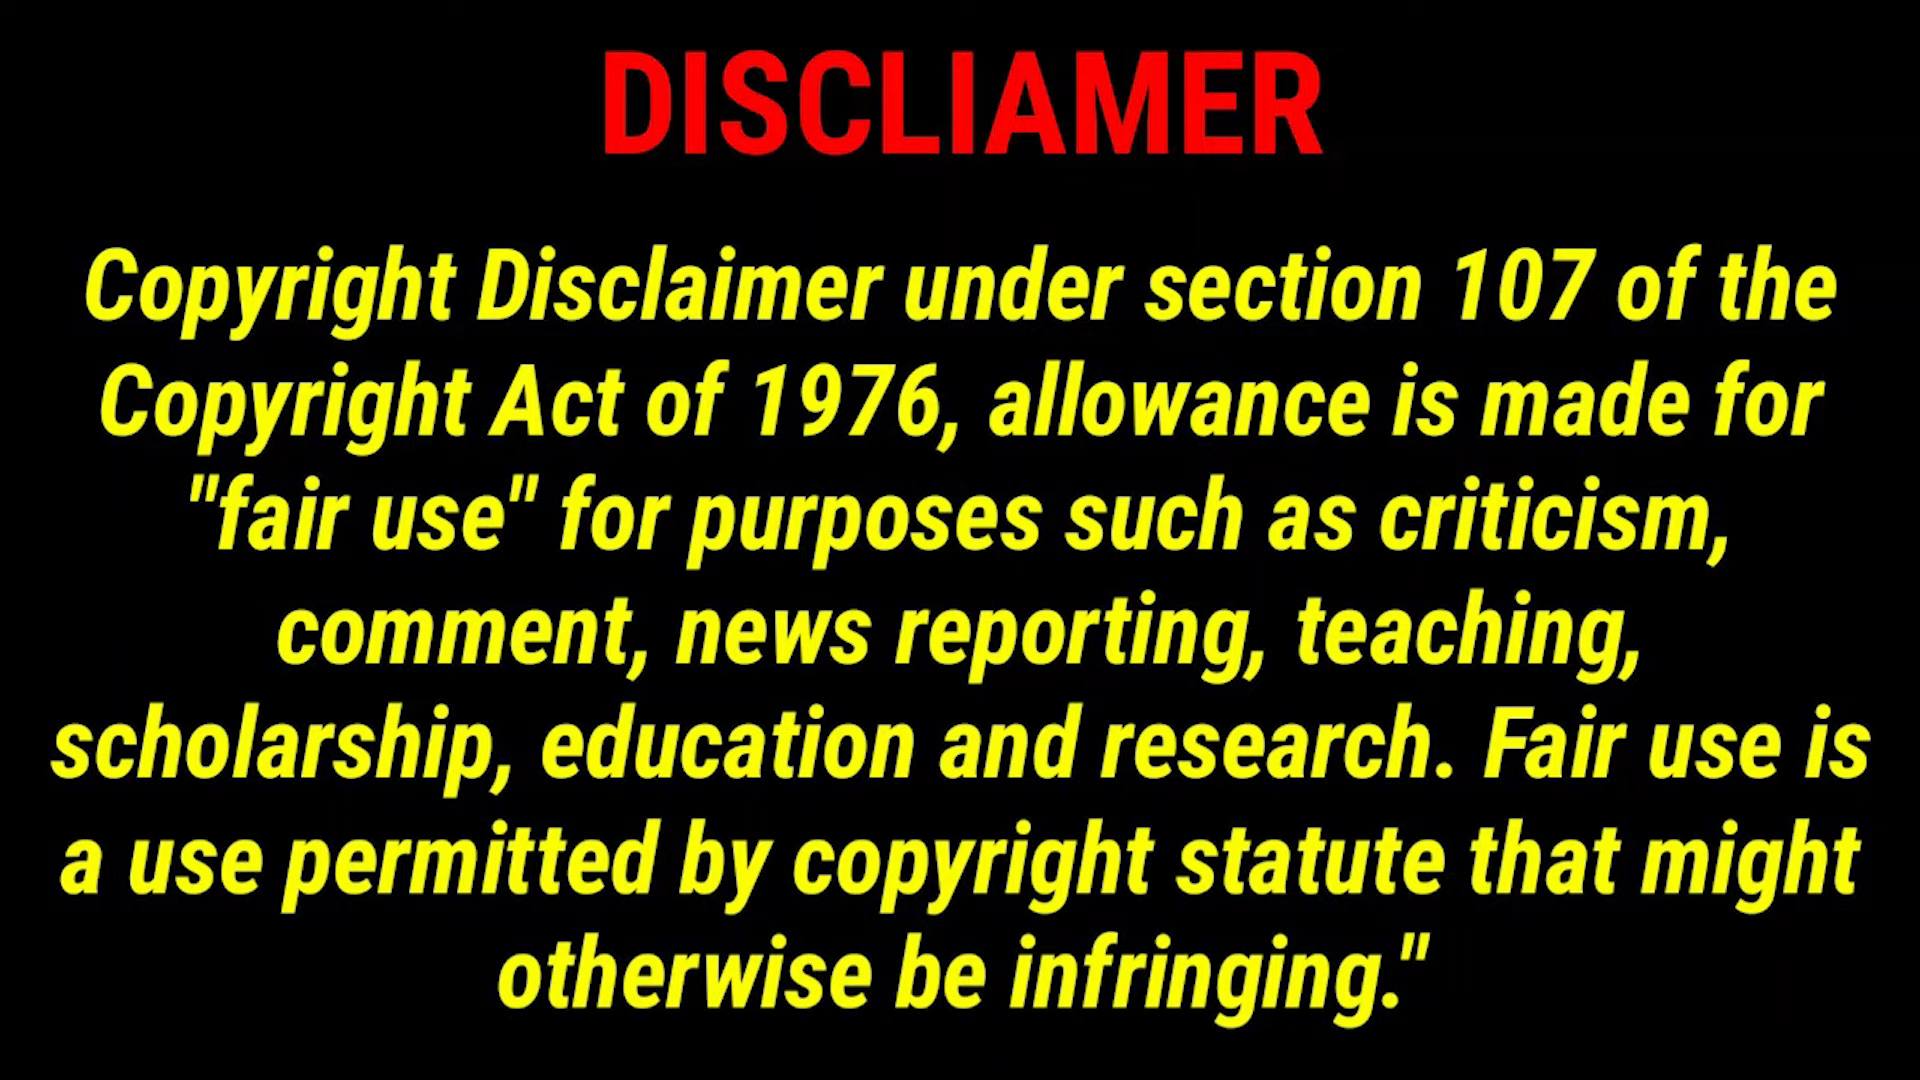 DISCLIAMER
Copyright Disclaimer under section 107 of the
Copyright Act of 1976, allowance is made for
"fair use" for purposes such as criticism,
comment, news reporting, teaching,
scholarship, education and research. Fair use is
a use permitted by copyright statute that might
otherwise be infringing."